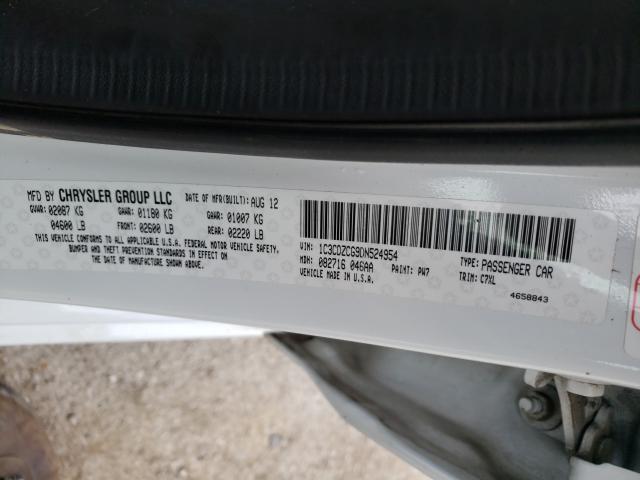 MFD BY CHRYSLER GROUP LLC DATE OF MFR(BUILT): AUG 12
GVWR: 02087 KG GAWR: 01180 KG GAWR: 01007 KG
04600 LB FRONT: 02600 LB REAR: 02220 LB
THIS VEHICLE CONFORMS TO ALL APPLICABLE U.S.A. FEDERAL MOTOR VEHICLE SAFETY,
BUMPER, AND THEFT PREVENTION STANDARDS IN EFFECT ON
THE DATE OF MANUFACTURE SHOWN ABOVE.
VIN: 1C3CDZCG9DN524954 TYPE: PASSENGER CAR
MDH: 082716 046AA PAINT: PW7 TRIM: C7XL
VEHICLE MADE IN U.S.A. 4658843